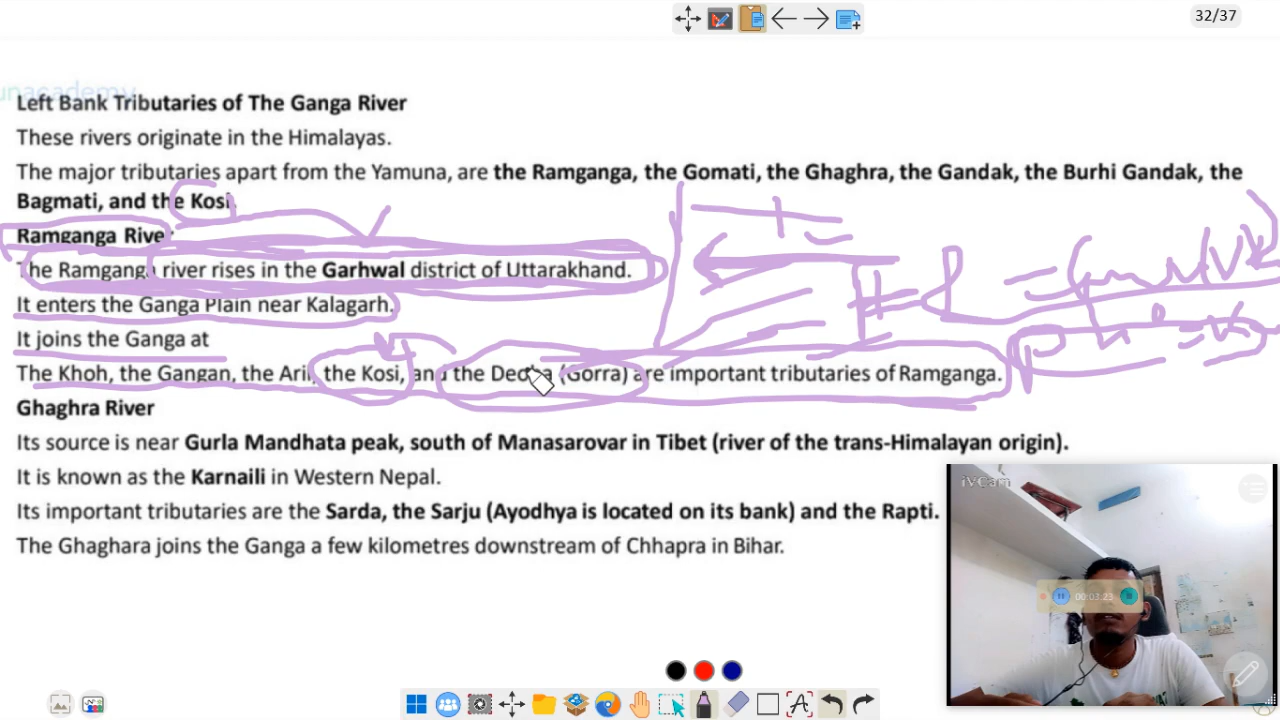 32/37
unacademy
Left Bank Tributaries of The Ganga River
These rivers originate in the Himalayas.
The major tributaries apart from the Yamuna, are the Ramganga, the Gomati, the Ghaghra, the Gandak, the Burhi Gandak, the
Bagmati, and the Kosi.
Ramganga River
The Ramganga river rises in the Garhwal district of Uttarakhand.
It enters the Ganga Plain near Kalagarh.
It joins the Ganga at
The Khoh, the Gangan, the Aril, the Kosi, and the Deoha (Gorra) are important tributaries of Ramganga.
Ghaghra River
Its source is near Gurla Mandhata peak, south of Manasarovar in Tibet (river of the trans-Himalayan origin).
It is known as the Karnaili in Western Nepal.
Its important tributaries are the Sarda, the Sarju (Ayodhya is located on its bank) and the Rapti.
The Ghaghara joins the Ganga a few kilometres downstream of Chhapra in Bihar.
iVCam
00:03:23